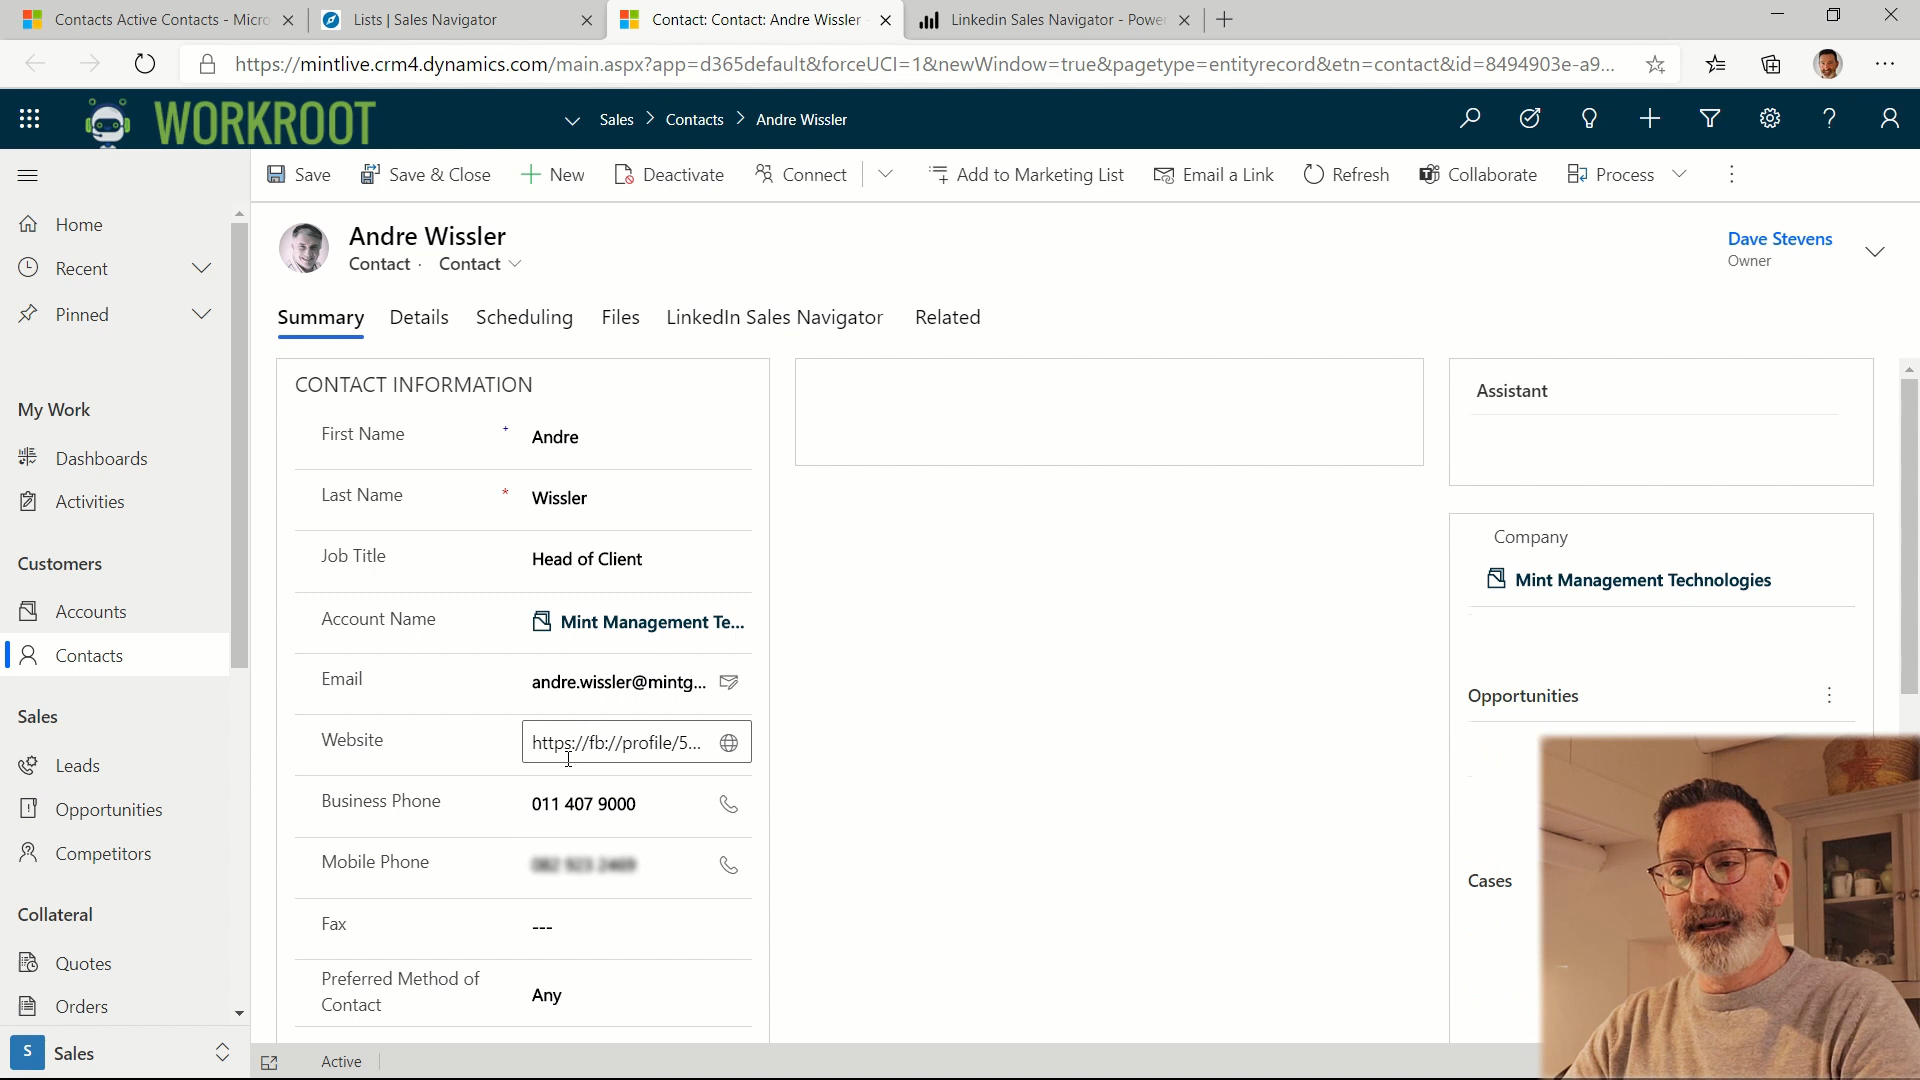 Contacts Active Contacts - Micro
Lists | Sales Navigator
Contact: Contact: Andre Wissler
Linkedin Sales Navigator - Power
https://mintlive.crm4.dynamics.com/main.aspx?app=d365default&forceUCI=1&newWindow=true&pagetype=entityrecord&etn=contact&id=8494903e-a9...
WORKROOT
Sales > Contacts > Andre Wissler
Save
Save & Close
New
Deactivate
Connect
Add to Marketing List
Email a Link
Refresh
Collaborate
Process
Home
Recent
Pinned
My Work
Dashboards
Activities
Customers
Accounts
Contacts
Sales
Leads
Opportunities
Competitors
Collateral
Quotes
Orders
S Sales
Andre Wissler
Contact · Contact
Dave Stevens
Owner
Summary
Details
Scheduling
Files
LinkedIn Sales Navigator
Related
CONTACT INFORMATION
First Name + Andre
Last Name * Wissler
Job Title Head of Client
Account Name Mint Management Te...
Email andre.wissler@mintg...
Website https://fb://profile/5...
Business Phone 011 407 9000
Mobile Phone
Fax ---
Preferred Method of
Contact Any
Assistant
Company
Mint Management Technologies
Opportunities
Cases
Active